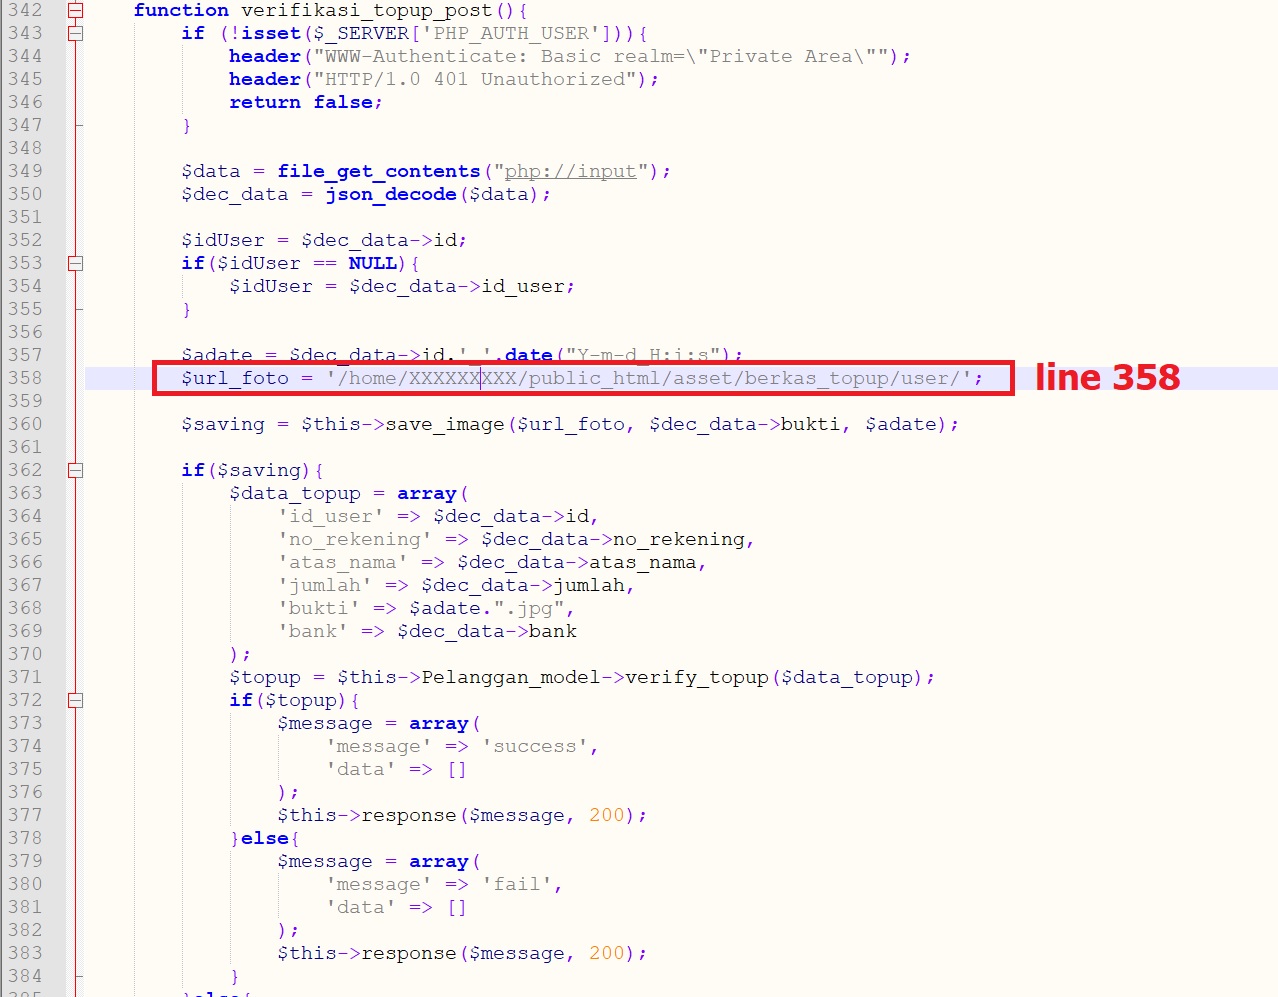 342 function verifikasi_topup_post(){
343 if (!isset($_SERVER['PHP_AUTH_USER'])){
344 header("WWW-Authenticate: Basic realm=\"Private Area\"");
345 header("HTTP/1.0 401 Unauthorized");
346 return false;
347 }
348
349 $data = file_get_contents("php://input");
350 $dec_data = json_decode($data);
351
352 $idUser = $dec_data->id;
353 if($idUser == NULL){
354 $idUser = $dec_data->id_user;
355 }
356
357 $adate = $dec_data->id.'_'.date("Y-m-d_H:i:s");
358 $url_foto = '/home/XXXXXXXXX/public_html/asset/berkas_topup/user/'; line 358
359
360 $saving = $this->save_image($url_foto, $dec_data->bukti, $adate);
361
362 if($saving){
363 $data_topup = array(
364 'id_user' => $dec_data->id,
365 'no_rekening' => $dec_data->no_rekening,
366 'atas_nama' => $dec_data->atas_nama,
367 'jumlah' => $dec_data->jumlah,
368 'bukti' => $adate.".jpg",
369 'bank' => $dec_data->bank
370 );
371 $topup = $this->Pelanggan_model->verify_topup($data_topup);
372 if($topup){
373 $message = array(
374 'message' => 'success',
375 'data' => []
376 );
377 $this->response($message, 200);
378 }else{
379 $message = array(
380 'message' => 'fail',
381 'data' => []
382 );
383 $this->response($message, 200);
384 }
385 }else{